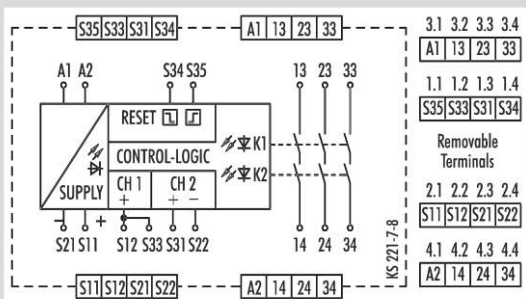 S35 S33 S31 S34 A1 13 23 33
A1 A2 S34 S35 13 23 33
RESET
CONTROL-LOGIC
K1
K2
SUPPLY CH 1 CH 2
+ + −
− +
S21 S11 S12 S33 S31 S22 14 24 34
S11 S12 S21 S22 A2 14 24 34
KS 221-7-8
3.1 3.2 3.3 3.4
A1 13 23 33
1.1 1.2 1.3 1.4
S35 S33 S31 S34
Removable
Terminals
2.1 2.2 2.3 2.4
S11 S12 S21 S22
4.1 4.2 4.3 4.4
A2 14 24 34